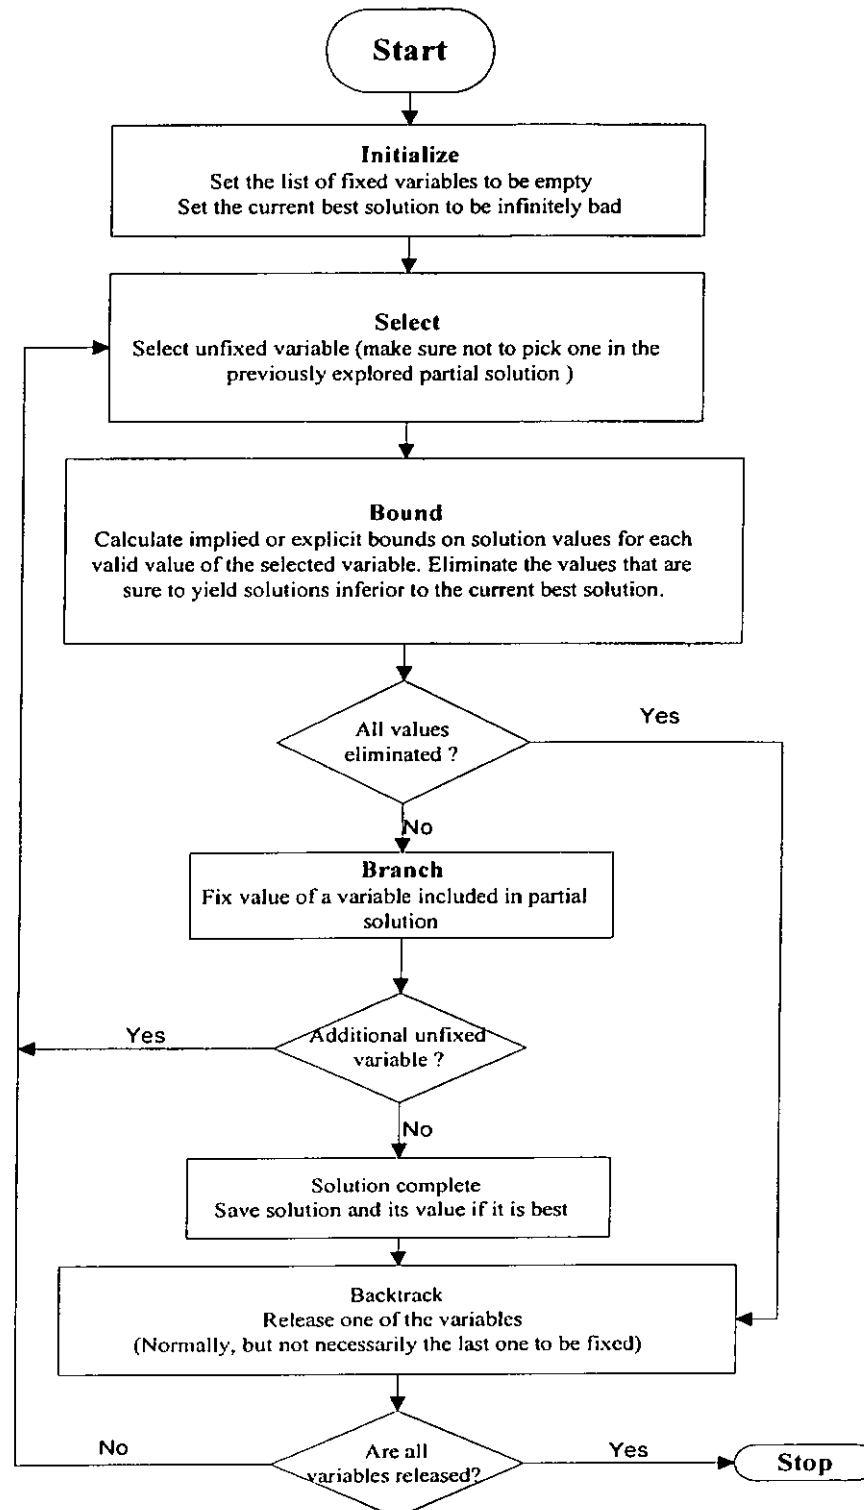 Start
Initialize
Set the list of fixed variables to be empty
Set the current best solution to be infinitely bad
Select
Select unfixed variable (make sure not to pick one in the
previously explored partial solution )
Bound
Calculate implied or explicit bounds on solution values for each
valid value of the selected variable. Eliminate the values that are
sure to yield solutions inferior to the current best solution.
All values
eliminated ?
Yes
No
Branch
Fix value of a variable included in partial
solution
Additional unfixed
variable ?
Yes
No
Solution complete
Save solution and its value if it is best
Backtrack
Release one of the variables
(Normally, but not necessarily the last one to be fixed)
Are all
variables released?
No
Yes
Stop